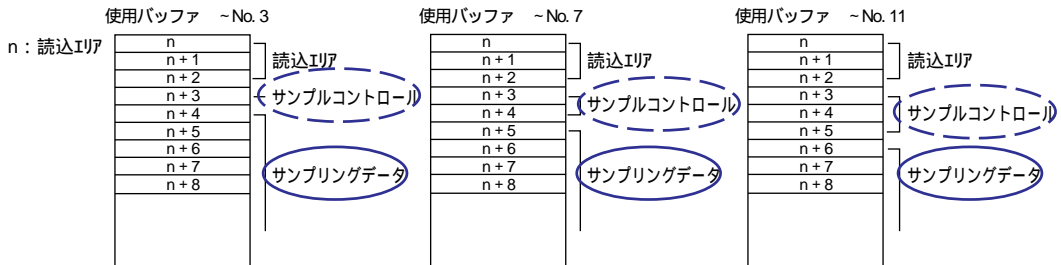 使用バッファ ~No. 3
n : 読込エリア
n
n + 1
n + 2
n + 3
n + 4
n + 5
n + 6
n + 7
n + 8
読込エリア
サンプルコントロール
サンプリングデータ
使用バッファ ~No. 7
n
n + 1
n + 2
n + 3
n + 4
n + 5
n + 6
n + 7
n + 8
読込エリア
サンプルコントロール
サンプリングデータ
使用バッファ ~No. 11
n
n + 1
n + 2
n + 3
n + 4
n + 5
n + 6
n + 7
n + 8
読込エリア
サンプルコントロール
サンプリングデータ